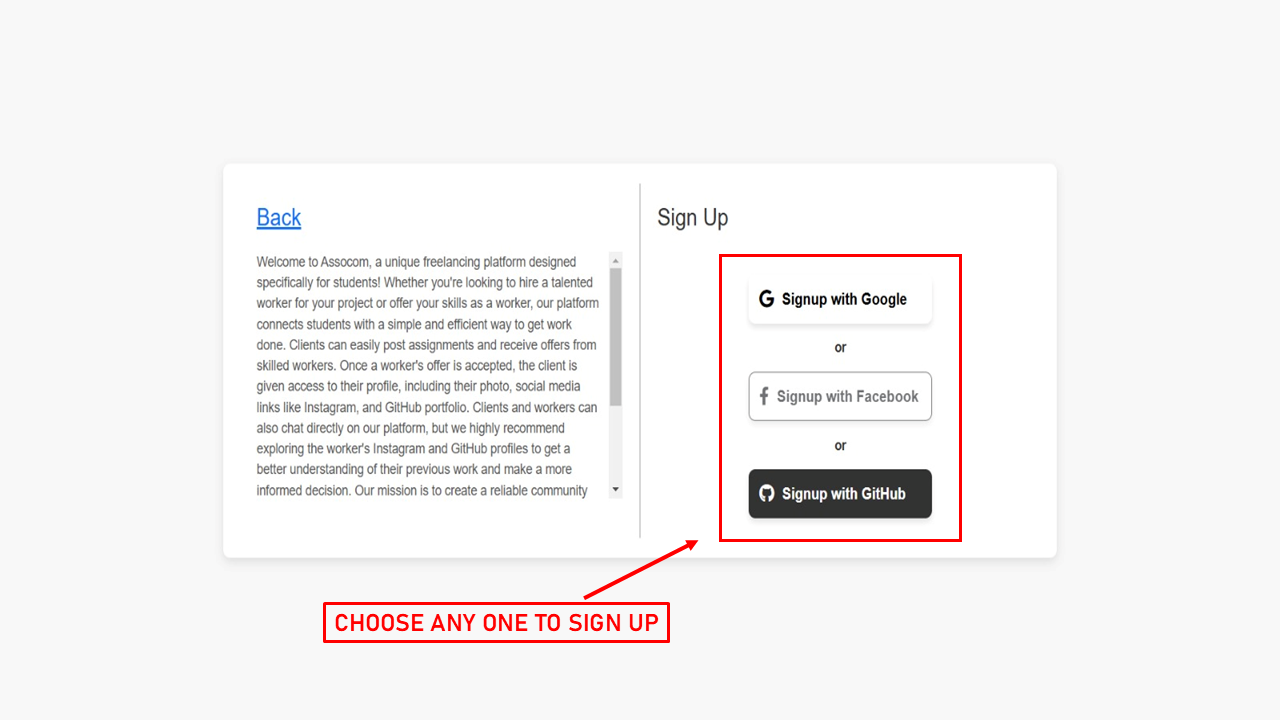 Back
Welcome to Assocom, a unique freelancing platform designed
specifically for students! Whether you're looking to hire a talented
worker for your project or offer your skills as a worker, our platform
connects students with a simple and efficient way to get work
done. Clients can easily post assignments and receive offers from
skilled workers. Once a worker's offer is accepted, the client is
given access to their profile, including their photo, social media
links like Instagram, and GitHub portfolio. Clients and workers can
also chat directly on our platform, but we highly recommend
exploring the worker's Instagram and GitHub profiles to get a
better understanding of their previous work and make a more
informed decision. Our mission is to create a reliable community
Sign Up
Signup with Google
or
Signup with Facebook
or
Signup with GitHub
CHOOSE ANY ONE TO SIGN UP